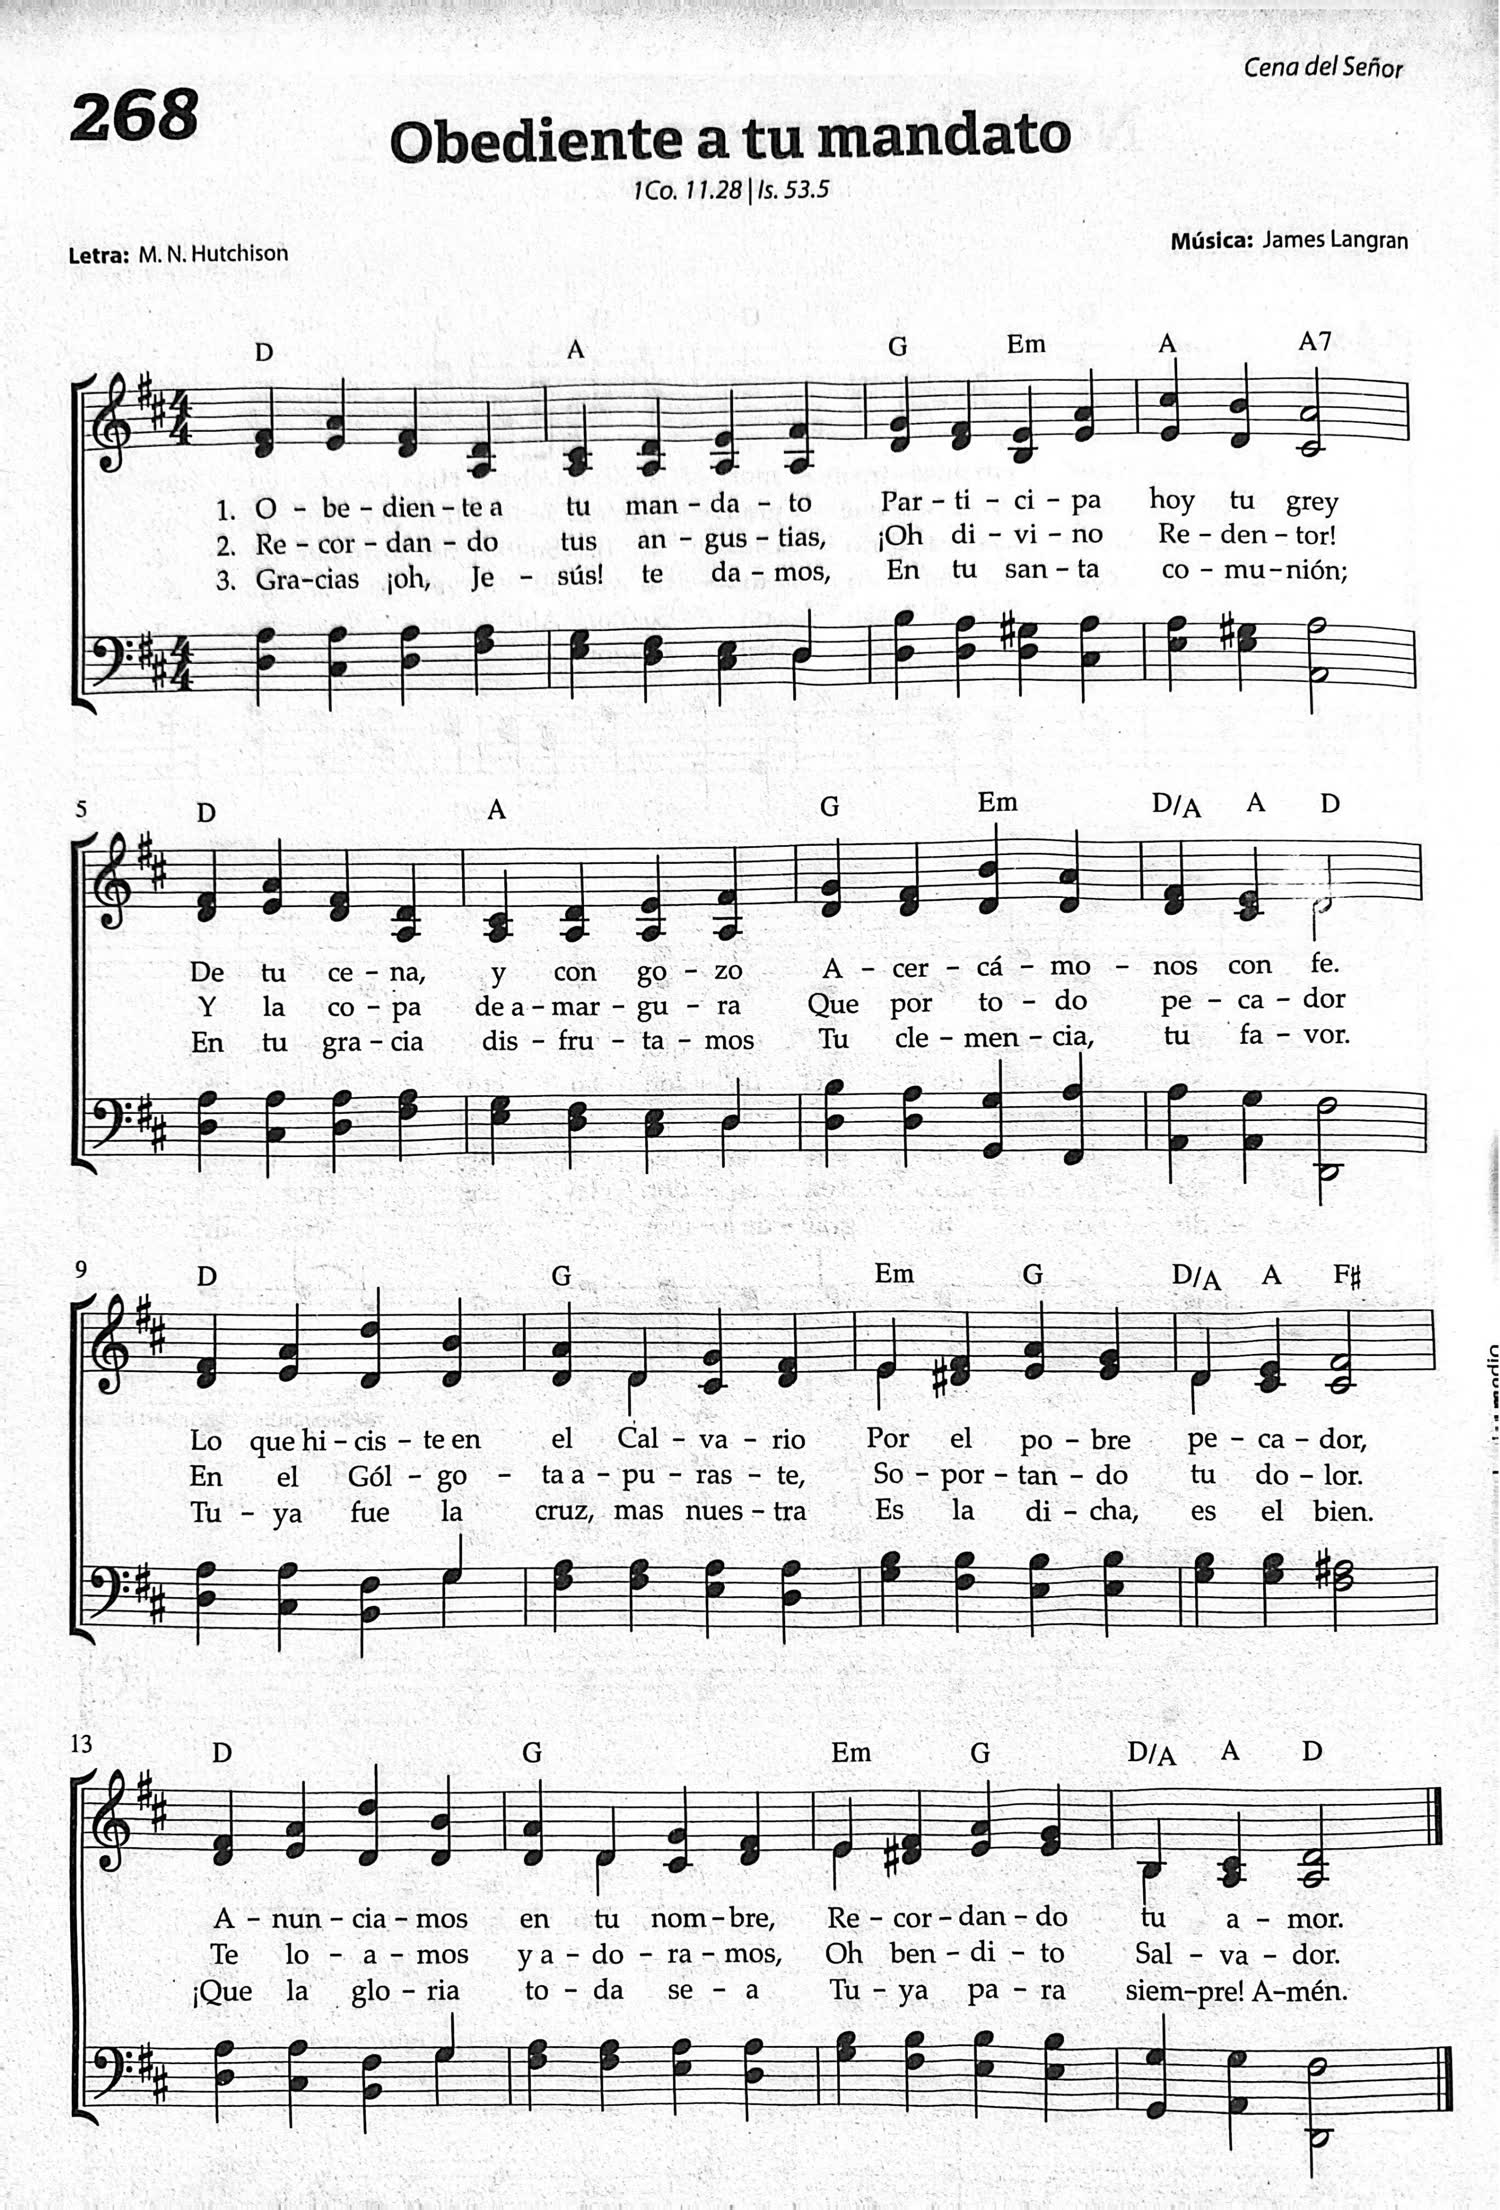 Cena del Señor
268
Obediente a tu mandato
1Co. 11.28 | Is. 53.5
Letra: M. N. Hutchison
Música: James Langran
D A G Em A A7
1. O - be - dien - te a tu man - da - to Par - ti - ci - pa hoy tu grey
2. Re - cor - dan - do tus an - gus - tias, ¡Oh di - vi - no Re - den - tor!
3. Gra - cias ¡oh, Je - sús! te da - mos, En tu san - ta co - mu - nión;
5
D A G Em D/A A D
De tu ce - na, y con go - zo A - cer - cá - mo - nos con fe.
Y la co - pa de a - mar - gu - ra Que por to - do pe - ca - dor
En tu gra - cia dis - fru - ta - mos Tu cle - men - cia, tu fa - vor.
9
D G Em G D/A A F#
Lo que hi - cis - te en el Cal - va - rio Por el po - bre pe - ca - dor,
En el Gól - go - ta a - pu - ras - te, So - por - tan - do tu do - lor.
Tu - ya fue la cruz, mas nues - tra Es la di - cha, es el bien.
13
D G Em G D/A A D
A - nun - cia - mos en tu nom - bre, Re - cor - dan - do tu a - mor.
Te lo - a - mos y a - do - ra - mos, Oh ben - di - to Sal - va - dor.
¡Que la glo - ria to - da se - a Tu - ya pa - ra siem - pre! A - mén.